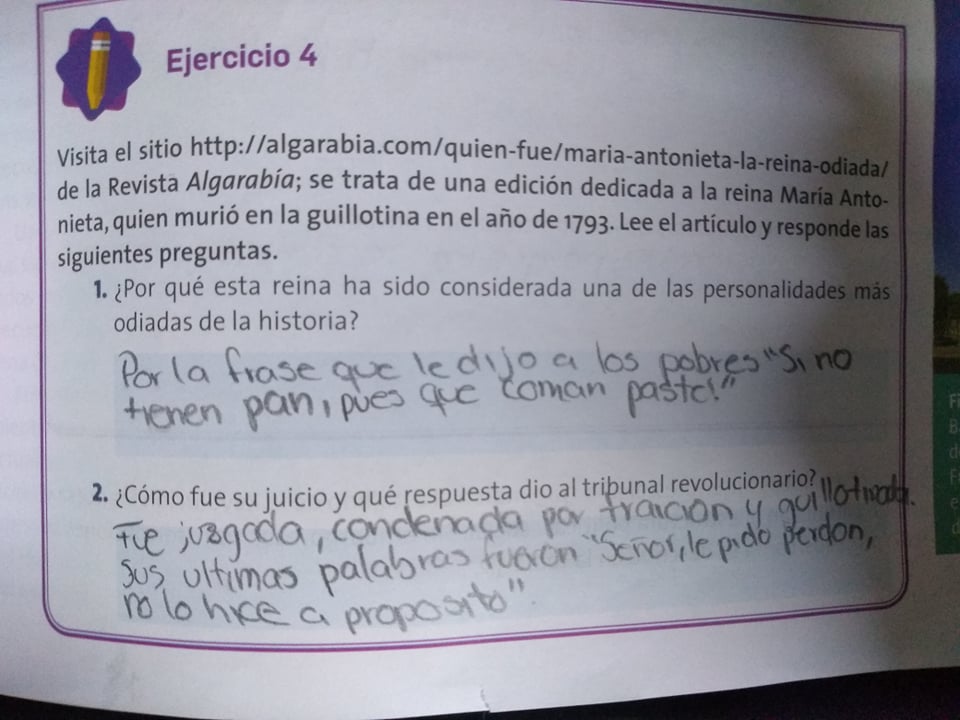 Ejercicio 4
Visita el sitio http://algarabia.com/quien-fue/maria-antonieta-la-reina-odiada/
de la Revista Algarabía; se trata de una edición dedicada a la reina María Anto-
nieta, quien murió en la guillotina en el año de 1793. Lee el artículo y responde las
siguientes preguntas.
1. ¿Por qué esta reina ha sido considerada una de las personalidades más
odiadas de la historia?
Por la frase que le dijo a los pobres "Si no
tienen pan, pues que coman pastel!"
2. ¿Cómo fue su juicio y qué respuesta dio al tribunal revolucionario?
Fue juzgada, condenada por traicion y guillotinada.
Sus ultimas palabras fueron "Señor, le pido perdon,
no lo hice a proposito".